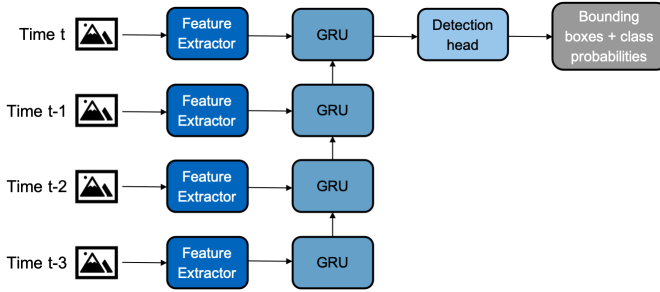 Time t
Feature
Extractor
GRU
Detection
head
Bounding
boxes + class
probabilities
Time t-1
Feature
Extractor
GRU
Time t-2
Feature
Extractor
GRU
Time t-3
Feature
Extractor
GRU